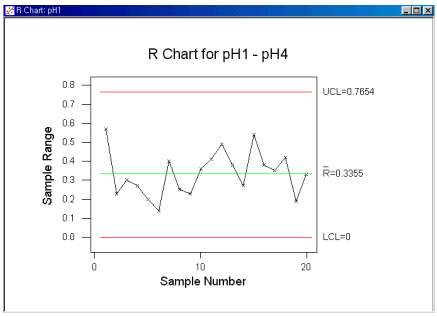 R Chart: pH1
R Chart for pH1 - pH4
Sample Range
0.8
0.7
0.6
0.5
0.4
0.3
0.2
0.1
0.0
UCL=0.7654
R̅=0.3355
LCL=0
0
10
20
Sample Number